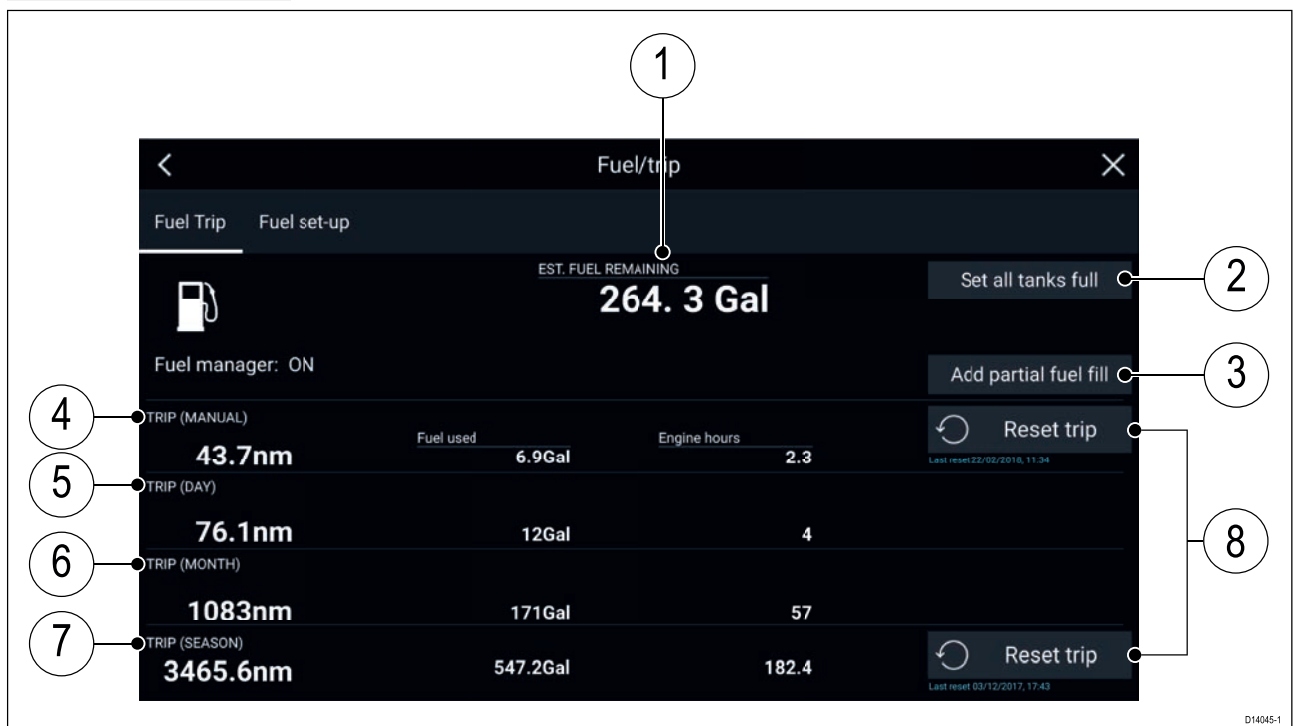 1
Fuel/trip
Fuel Trip Fuel set-up
EST. FUEL REMAINING
264. 3 Gal
Set all tanks full
2
Fuel manager: ON
Add partial fuel fill
3
4
TRIP (MANUAL)
43.7nm
Fuel used
6.9Gal
Engine hours
2.3
Reset trip
Last reset 22/02/2018, 11:34
5
TRIP (DAY)
76.1nm 12Gal 4
8
6
TRIP (MONTH)
1083nm 171Gal 57
7
TRIP (SEASON)
3465.6nm 547.2Gal 182.4
Reset trip
Last reset 03/12/2017, 17:43
D14045-1